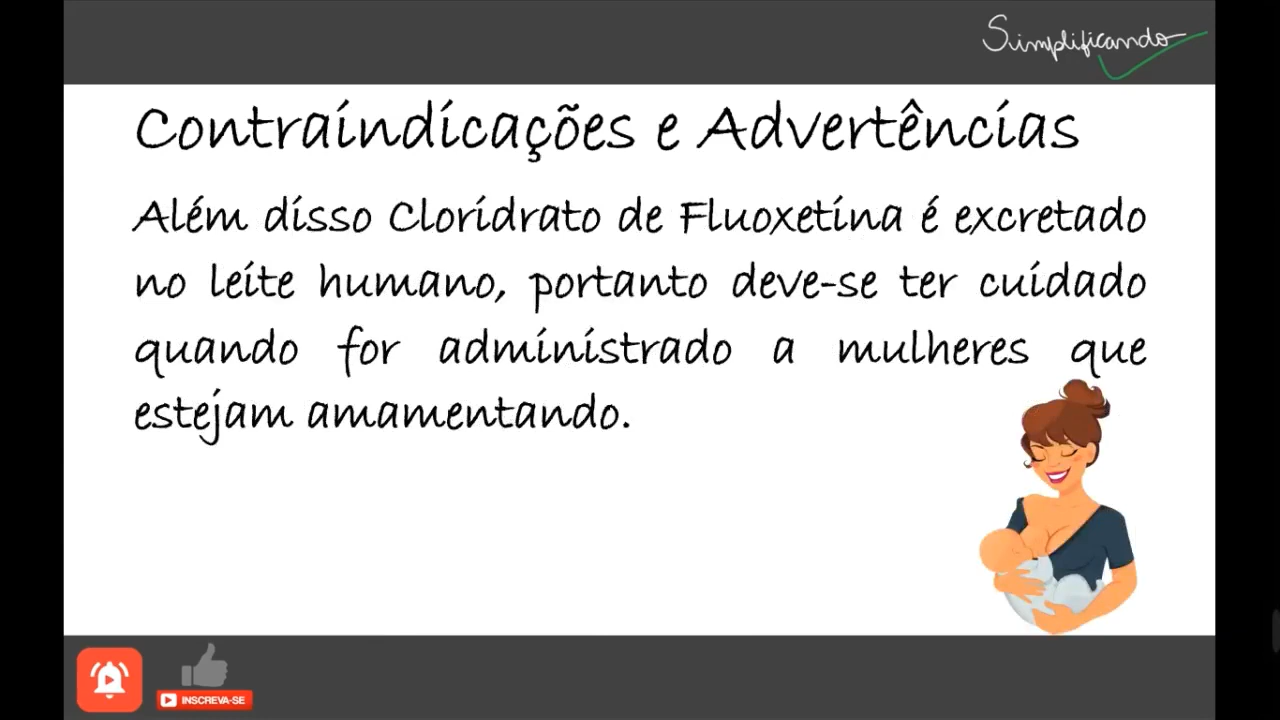 Simplificando
Contraindicações e Advertências
Além disso Cloridrato de Fluoxetina é excretado
no leite humano, portanto deve-se ter cuidado
quando for administrado a mulheres que
estejam amamentando.
INSCREVA-SE